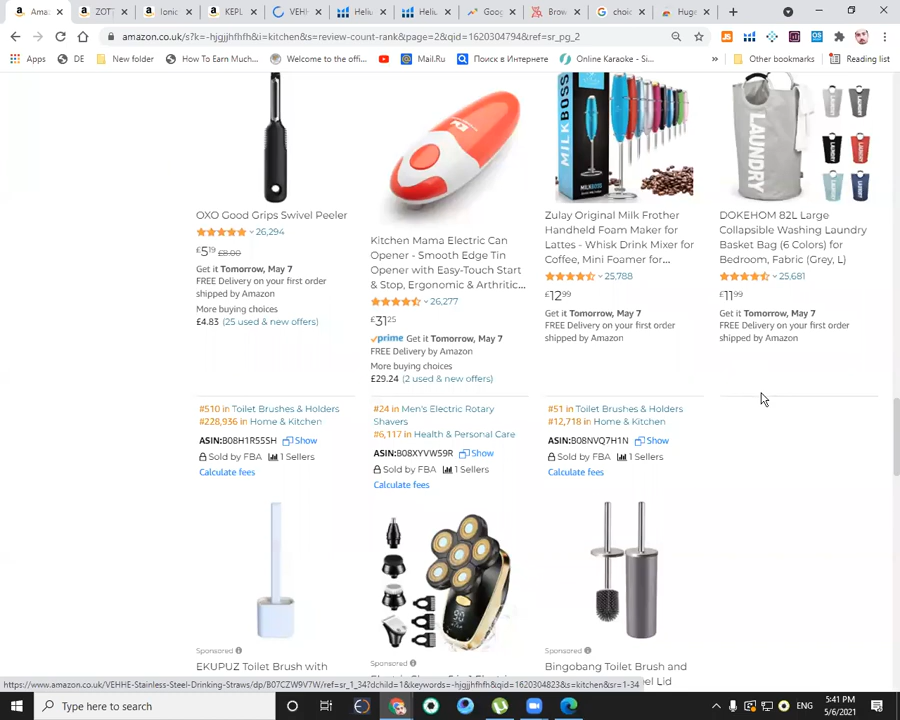 Ama
ZOTT
Ionic
KEPL
VEHH
Heliu
Heliu
Goog
Brow
choic
Huge
amazon.co.uk/s?k=-hjgjjhfhfh&i=kitchen&s=review-count-rank&page=2&qid=1620304794&ref=sr_pg_2
Apps
DE
New folder
How To Earn Much...
Welcome to the offi...
Mail.Ru
Поиск в Интернете
Online Karaoke - Si...
»
Other bookmarks
Reading list
MILKBOSS
MILKBOSS
LAUNDRY
OXO Good Grips Swivel Peeler
26,294
£5.19 £8.00
Get it Tomorrow, May 7
FREE Delivery on your first order
shipped by Amazon
More buying choices
£4.83 (25 used & new offers)
Kitchen Mama Electric Can
Opener - Smooth Edge Tin
Opener with Easy-Touch Start
& Stop, Ergonomic & Arthritic...
26,277
£31.25
prime Get it Tomorrow, May 7
FREE Delivery by Amazon
More buying choices
£29.24 (2 used & new offers)
Zulay Original Milk Frother
Handheld Foam Maker for
Lattes - Whisk Drink Mixer for
Coffee, Mini Foamer for...
25,788
£12.99
Get it Tomorrow, May 7
FREE Delivery on your first order
shipped by Amazon
DOKEHOM 82L Large
Collapsible Washing Laundry
Basket Bag (6 Colors) for
Bedroom, Fabric (Grey, L)
25,681
£11.99
Get it Tomorrow, May 7
FREE Delivery on your first order
shipped by Amazon
#510 in Toilet Brushes & Holders
#228,936 in Home & Kitchen
ASIN:B08H1R555H Show
Sold by FBA 1 Sellers
Calculate fees
#24 in Men's Electric Rotary
Shavers
#6,117 in Health & Personal Care
ASIN:B08XYVW59R Show
Sold by FBA 1 Sellers
Calculate fees
#51 in Toilet Brushes & Holders
#12,718 in Home & Kitchen
ASIN:B08NVQ7H1N Show
Sold by FBA 1 Sellers
Calculate fees
90
Sponsored
EKUPUZ Toilet Brush with
Sponsored
Sponsored
Bingobang Toilet Brush and
https://www.amazon.co.uk/VEHHE-Stainless-Steel-Drinking-Straws/dp/B07CZW9V7W/ref=sr_1_34?dchild=1&keywords=-hjgjjhfhfh&qid=1620304823&s=kitchen&sr=1-34
el Lid
Type here to search
ENG
5:41 PM
5/6/2021